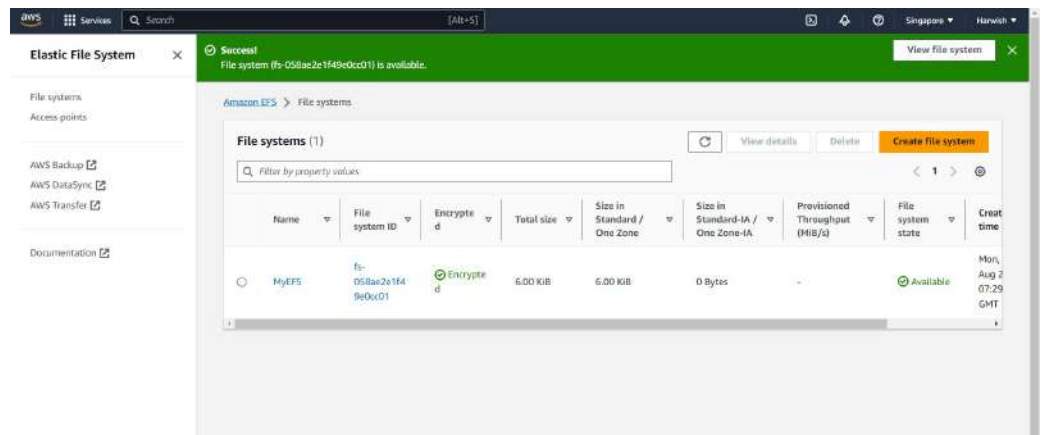 aws Services Search [Alt+S] Singapore Harwish
Elastic File System
Success!
File system (fs-058ae2e1f49e0cc01) is available.
View file system
File systems
Access points
AWS Backup
AWS DataSync
AWS Transfer
Documentation
Amazon EFS > File systems
File systems (1)
View details Delete Create file system
Filter by property values
1
Name
File
system ID
Encrypte
d
Total size
Size in
Standard /
One Zone
Size in
Standard-IA /
One Zone-IA
Provisioned
Throughput
(MiB/s)
File
system
state
Creat
time
MyEFS
fs-
058ae2e1f4
9e0cc01
Encrypte
d
6.00 KiB
6.00 KiB
0 Bytes
-
Available
Mon,
Aug 2
07:29
GMT